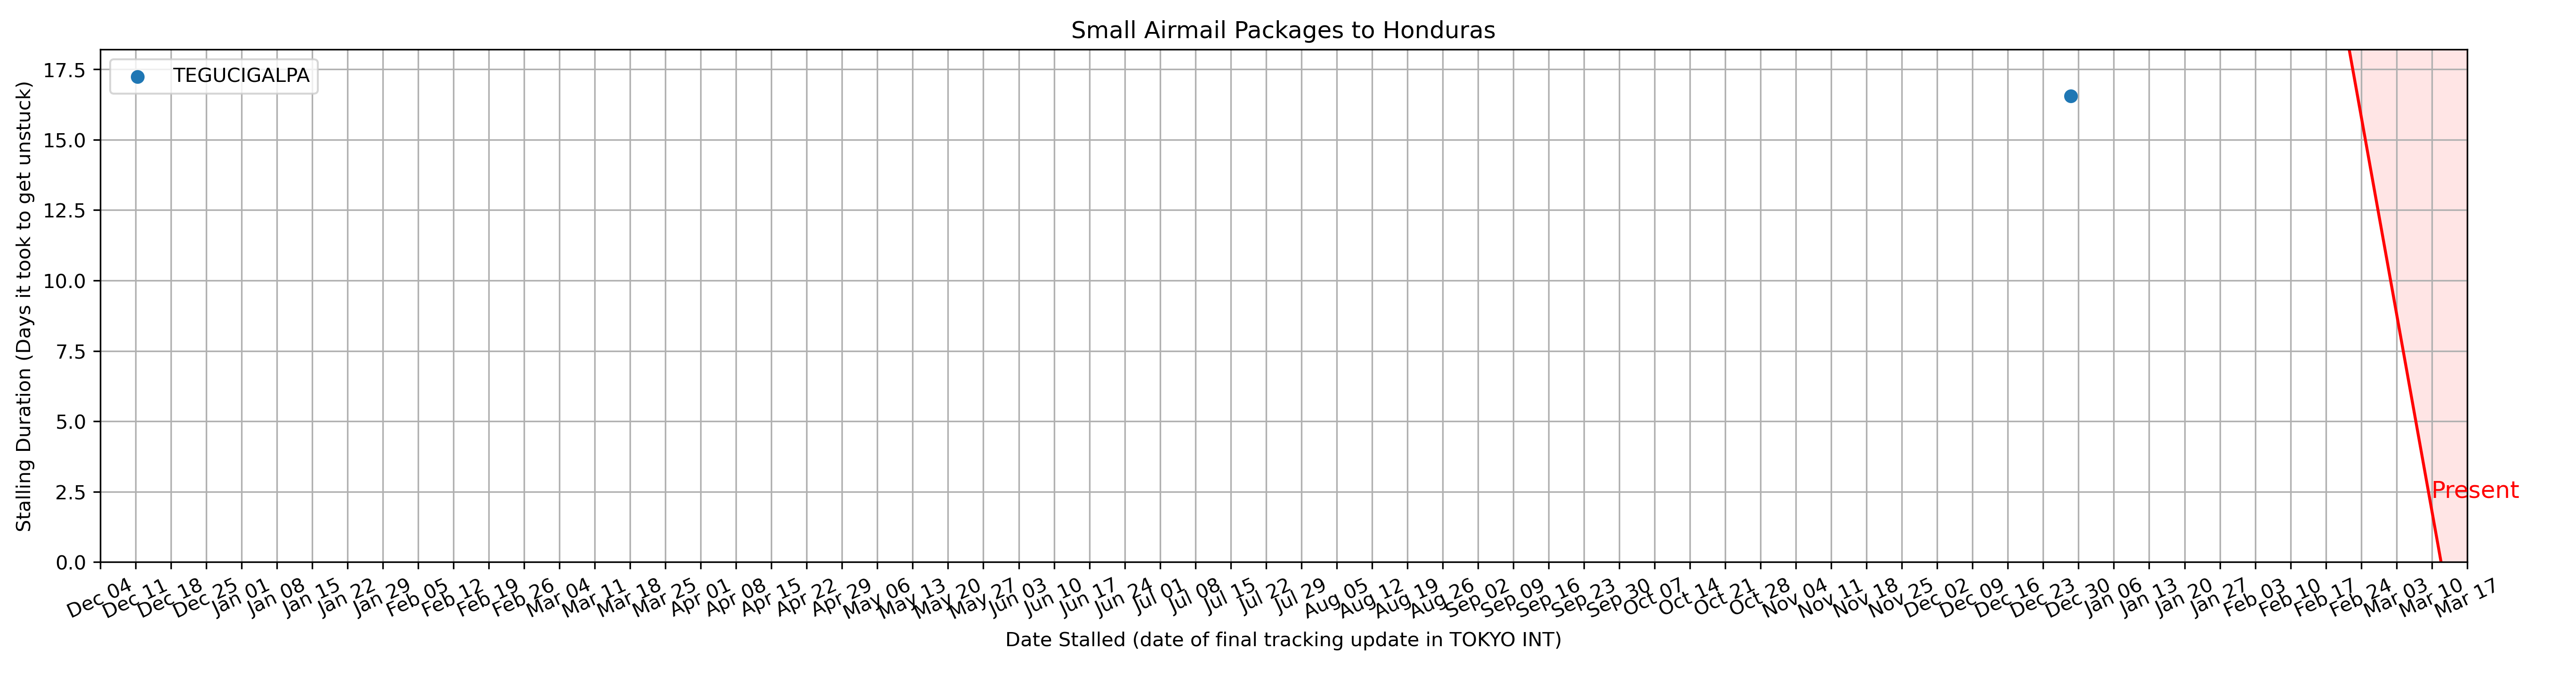 Small Airmail Packages to Honduras
TEGUCIGALPA
Stalling Duration (Days it took to get unstuck)
17.5
15.0
12.5
10.0
7.5
5.0
2.5
0.0
Present
Dec 04 Dec 11 Dec 18 Dec 25 Jan 01 Jan 08 Jan 15 Jan 22 Jan 29 Feb 05 Feb 12 Feb 19 Feb 26 Mar 04 Mar 11 Mar 18 Mar 25 Apr 01 Apr 08 Apr 15 Apr 22 Apr 29 May 06 May 13 May 20 May 27 Jun 03 Jun 10 Jun 17 Jun 24 Jul 01 Jul 08 Jul 15 Jul 22 Jul 29 Aug 05 Aug 12 Aug 19 Aug 26 Sep 02 Sep 09 Sep 16 Sep 23 Sep 30 Oct 07 Oct 14 Oct 21 Oct 28 Nov 04 Nov 11 Nov 18 Nov 25 Dec 02 Dec 09 Dec 16 Dec 23 Dec 30 Jan 06 Jan 13 Jan 20 Jan 27 Feb 03 Feb 10 Feb 17 Feb 24 Mar 03 Mar 10 Mar 17
Date Stalled (date of final tracking update in TOKYO INT)